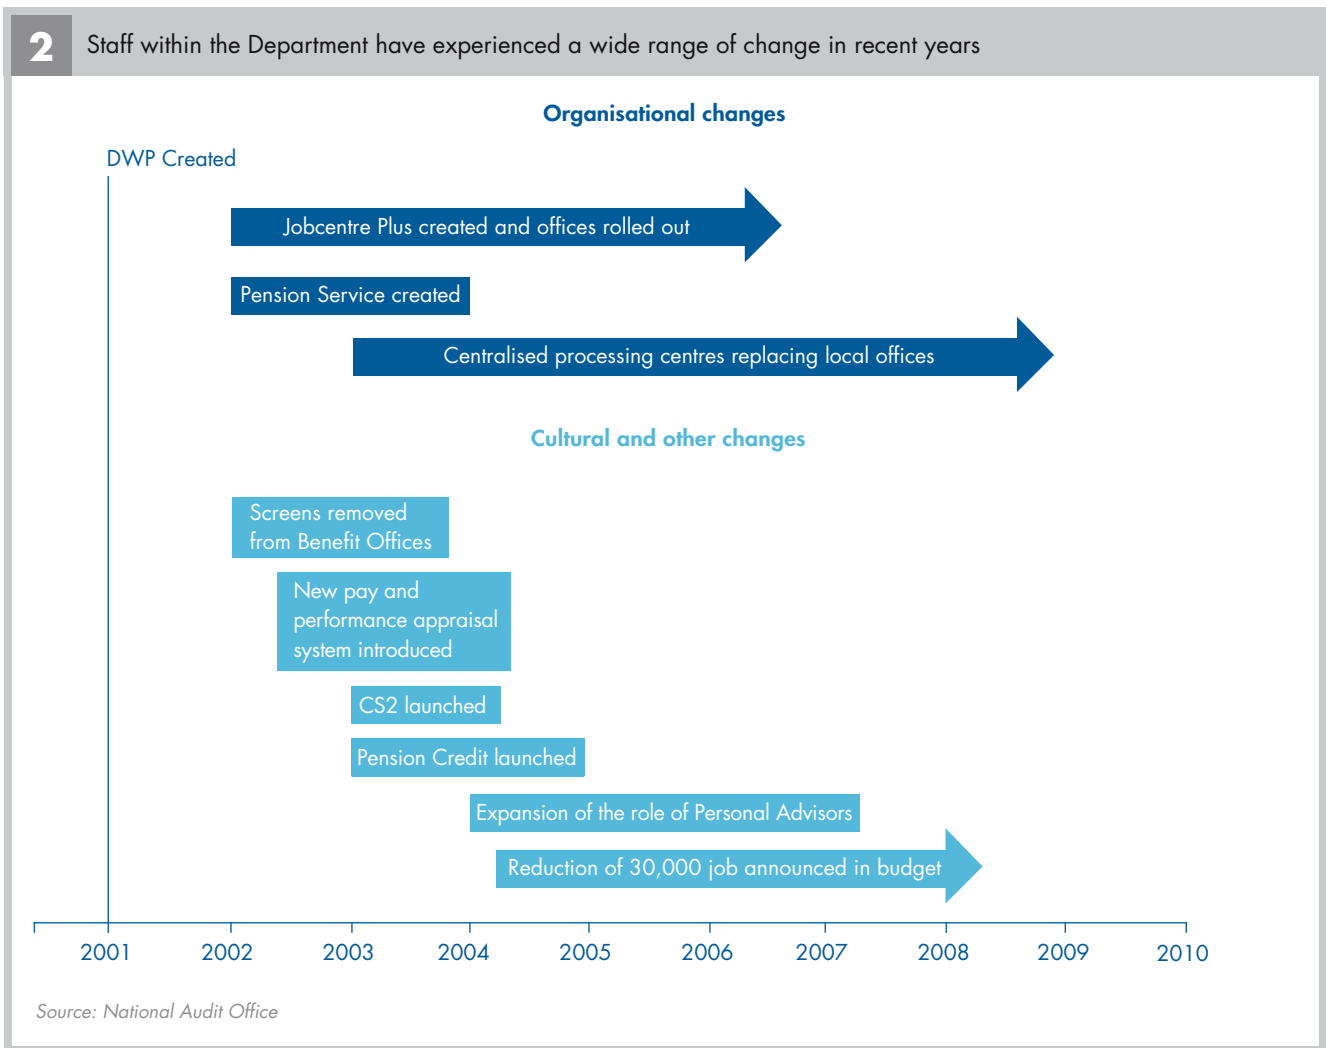 2
Staff within the Department have experienced a wide range of change in recent years
Organisational changes
DWP Created
Jobcentre Plus created and offices rolled out
Pension Service created
Centralised processing centres replacing local offices
Cultural and other changes
Screens removed
from Benefit Offices
New pay and
performance appraisal
system introduced
CS2 launched
Pension Credit launched
Expansion of the role of Personal Advisors
Reduction of 30,000 job announced in budget
2001 2002 2003 2004 2005 2006 2007 2008 2009 2010
Source: National Audit Office